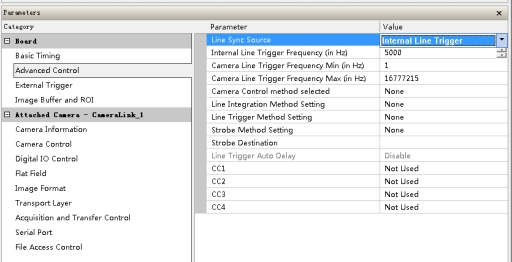 Parameters
Category
Board
Basic Timing
Advanced Control
External Trigger
Image Buffer and ROI
Attached Camera - CameraLink_1
Camera Information
Camera Control
Digital IO Control
Flat Field
Image Format
Transport Layer
Acquisition and Transfer Control
Serial Port
File Access Control
Parameter Value
Line Sync Source Internal Line Trigger
Internal Line Trigger Frequency (in Hz) 5000
Camera Line Trigger Frequency Min (in Hz) 1
Camera Line Trigger Frequency Max (in Hz) 16777215
Camera Control method selected None
Line Integration Method Setting None
Line Trigger Method Setting None
Strobe Method Setting None
Strobe Destination
Line Trigger Auto Delay Disable
CC1 Not Used
CC2 Not Used
CC3 Not Used
CC4 Not Used